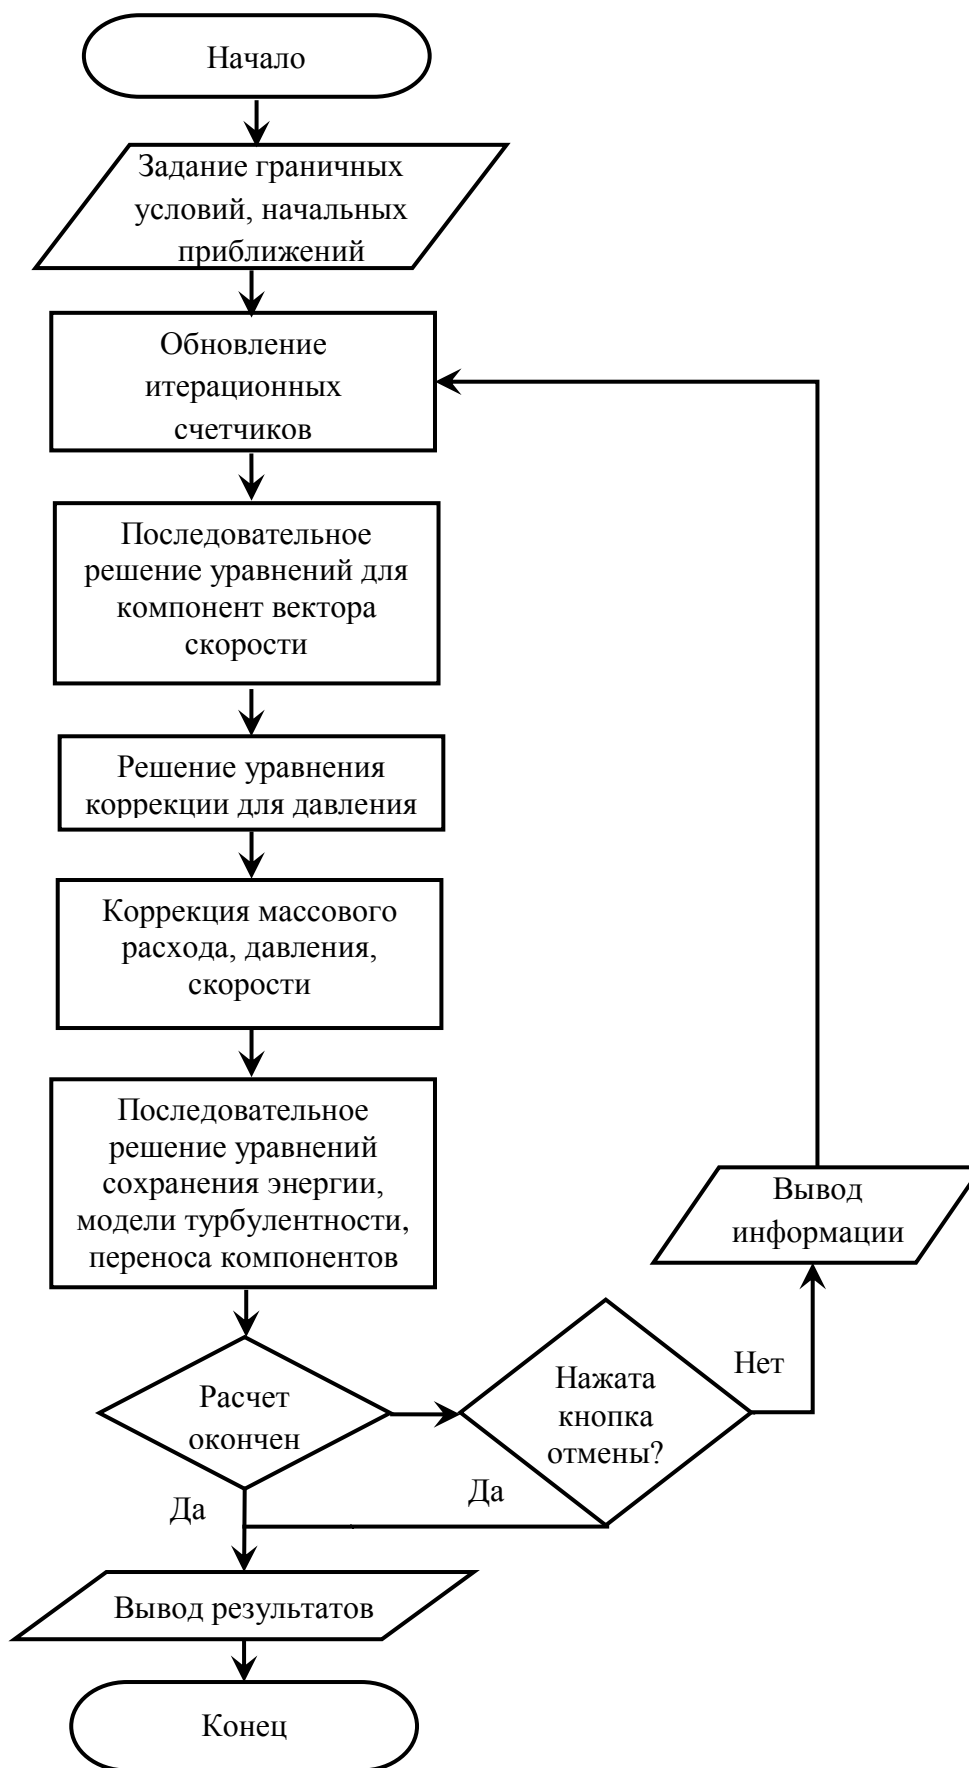 Начало
Задание граничных
условий, начальных
приближений
Обновление
итерационных
счетчиков
Последовательное
решение уравнений для
компонент вектора
скорости
Решение уравнения
коррекции для давления
Коррекция массового
расхода, давления,
скорости
Последовательное
решение уравнений
сохранения энергии,
модели турбулентности,
переноса компонентов
Вывод
информации
Расчет
окончен
Нажата
кнопка
отмены?
Нет
Да
Да
Вывод результатов
Конец